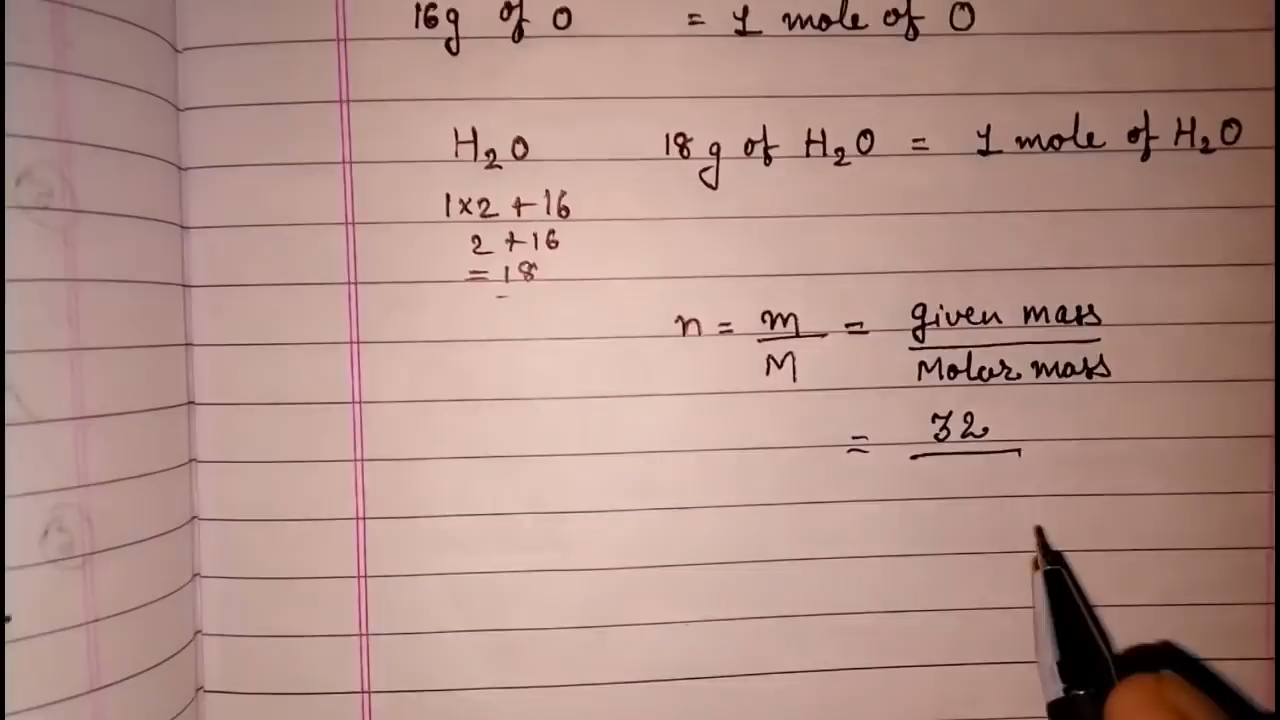 16g of O = 1 mole of O
H₂O 18 g of H₂O = 1 mole of H₂O
1×2 + 16
2 + 16
= 18
n = m/M = given mass/Molar mass
= 32